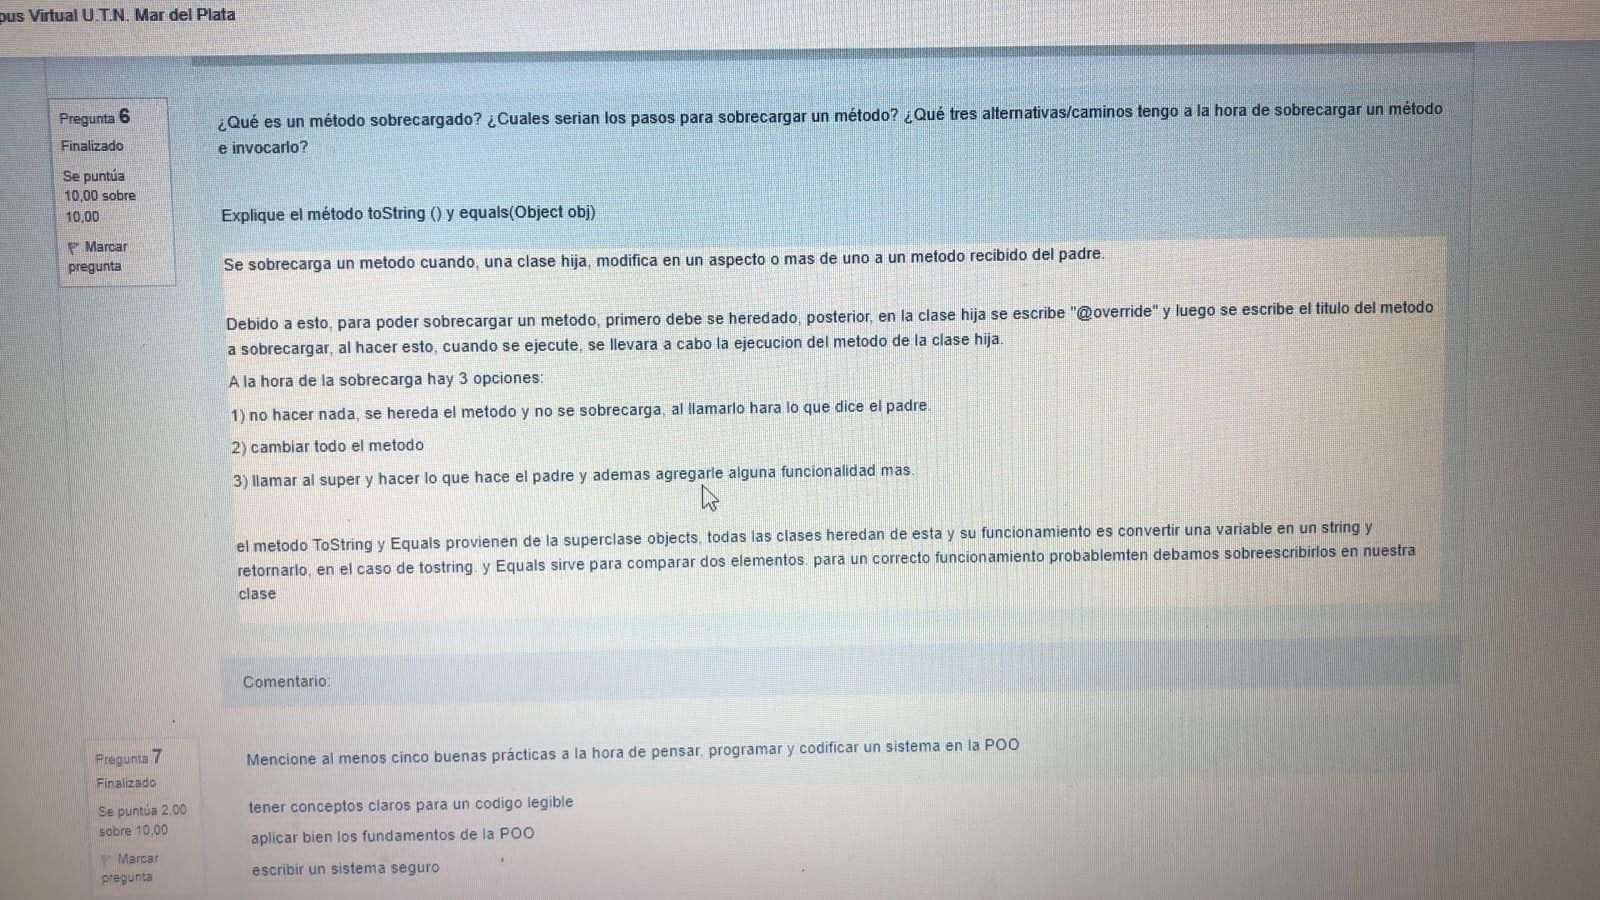 pus Virtual U.T.N. Mar del Plata
Pregunta 6
Finalizado
Se puntúa
10,00 sobre
10,00
Marcar
pregunta
¿Qué es un método sobrecargado? ¿Cuales serian los pasos para sobrecargar un método? ¿Qué tres alternativas/caminos tengo a la hora de sobrecargar un método
e invocarlo?
Explique el método toString () y equals(Object obj)
Se sobrecarga un metodo cuando, una clase hija, modifica en un aspecto o mas de uno a un metodo recibido del padre.
Debido a esto, para poder sobrecargar un metodo, primero debe se heredado, posterior, en la clase hija se escribe "@override" y luego se escribe el titulo del metodo
a sobrecargar, al hacer esto, cuando se ejecute, se llevara a cabo la ejecucion del metodo de la clase hija.
A la hora de la sobrecarga hay 3 opciones:
1) no hacer nada, se hereda el metodo y no se sobrecarga, al llamarlo hara lo que dice el padre.
2) cambiar todo el metodo
3) llamar al super y hacer lo que hace el padre y ademas agregarle alguna funcionalidad mas.
el metodo ToString y Equals provienen de la superclase objects, todas las clases heredan de esta y su funcionamiento es convertir una variable en un string y
retornarlo, en el caso de tostring. y Equals sirve para comparar dos elementos. para un correcto funcionamiento probablemten debamos sobreescribirlos en nuestra
clase
Comentario:
Pregunta 7
Finalizado
Se puntúa 2,00
sobre 10,00
Marcar
pregunta
Mencione al menos cinco buenas prácticas a la hora de pensar, programar y codificar un sistema en la POO
tener conceptos claros para un codigo legible
aplicar bien los fundamentos de la POO
escribir un sistema seguro